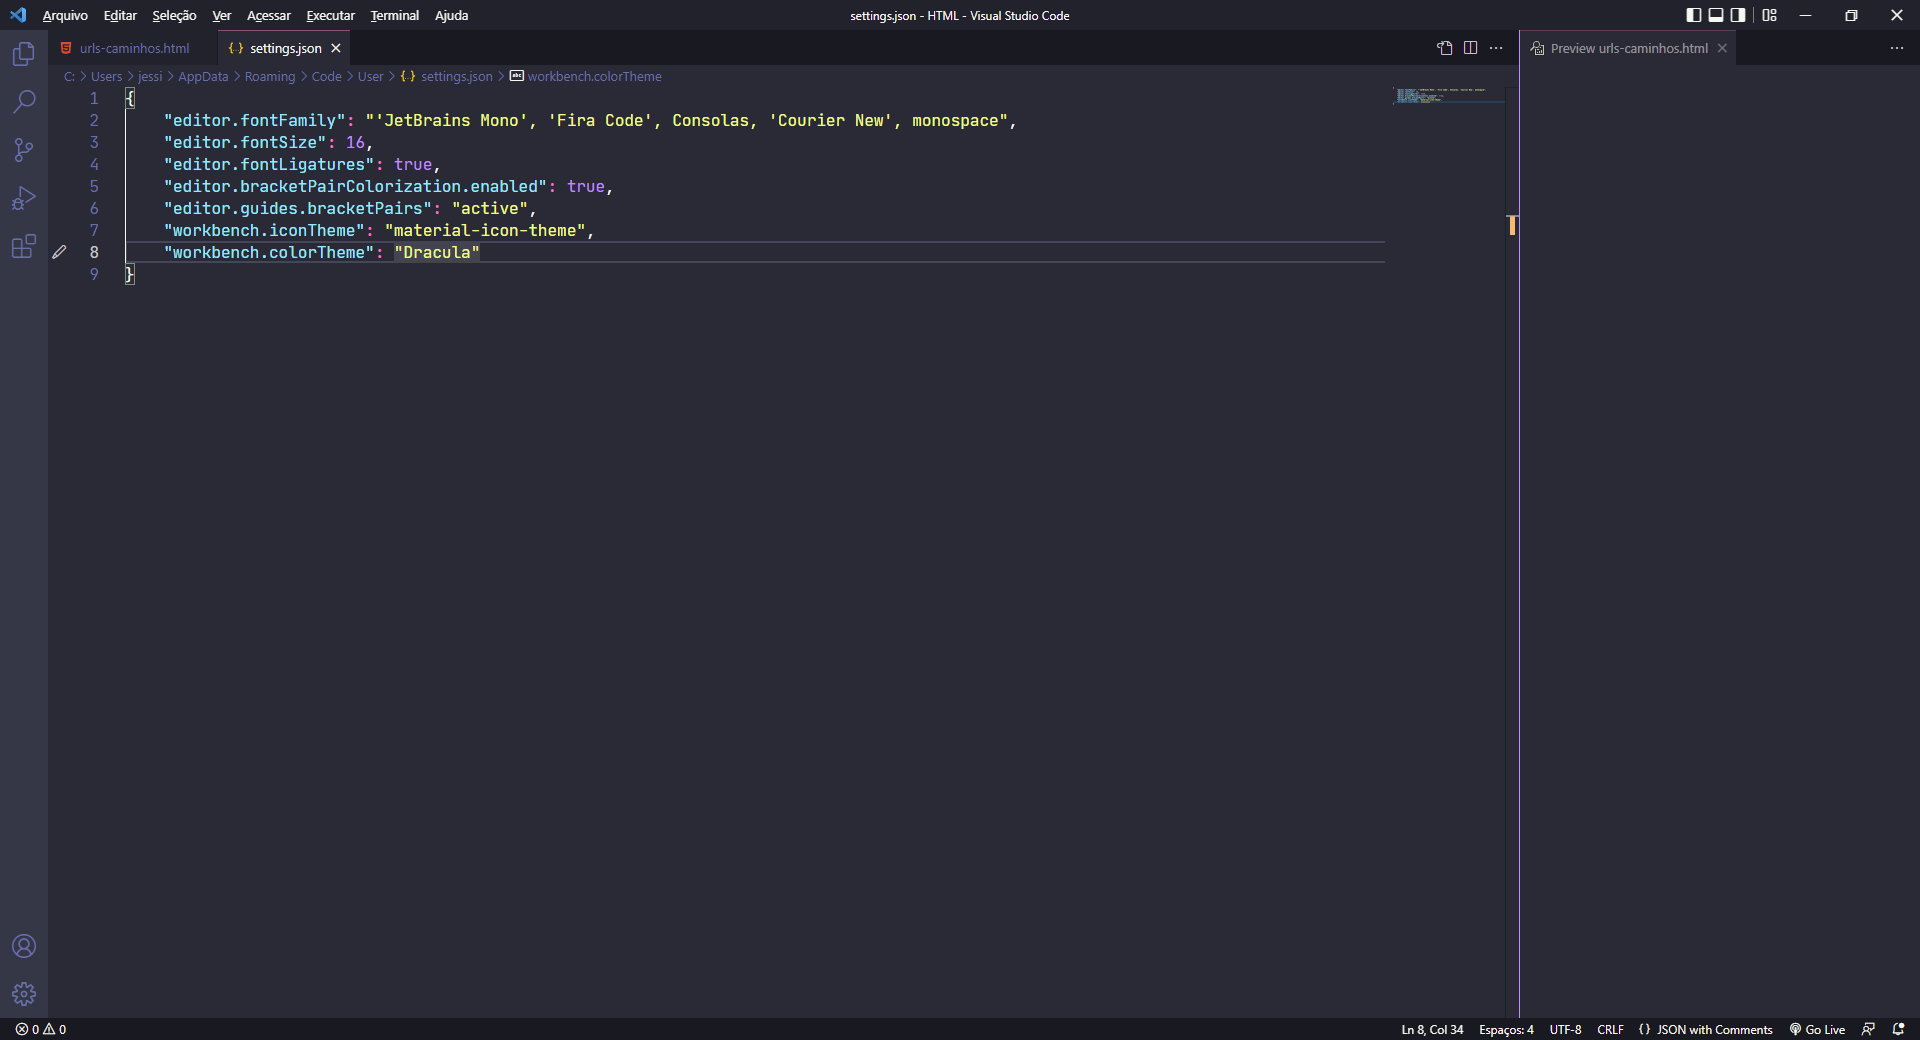 Arquivo Editar Seleção Ver Acessar Executar Terminal Ajuda
settings.json - HTML - Visual Studio Code
urls-caminhos.html
{..} settings.json
Preview urls-caminhos.html
C: > Users > jessi > AppData > Roaming > Code > User > {..} settings.json > abc workbench.colorTheme
1 {
2 "editor.fontFamily": "'JetBrains Mono', 'Fira Code', Consolas, 'Courier New', monospace",
3 "editor.fontSize": 16,
4 "editor.fontLigatures": true,
5 "editor.bracketPairColorization.enabled": true,
6 "editor.guides.bracketPairs": "active",
7 "workbench.iconTheme": "material-icon-theme",
8 "workbench.colorTheme": "Dracula"
9 }
0 0
Ln 8, Col 34 Espaços: 4 UTF-8 CRLF {} JSON with Comments Go Live